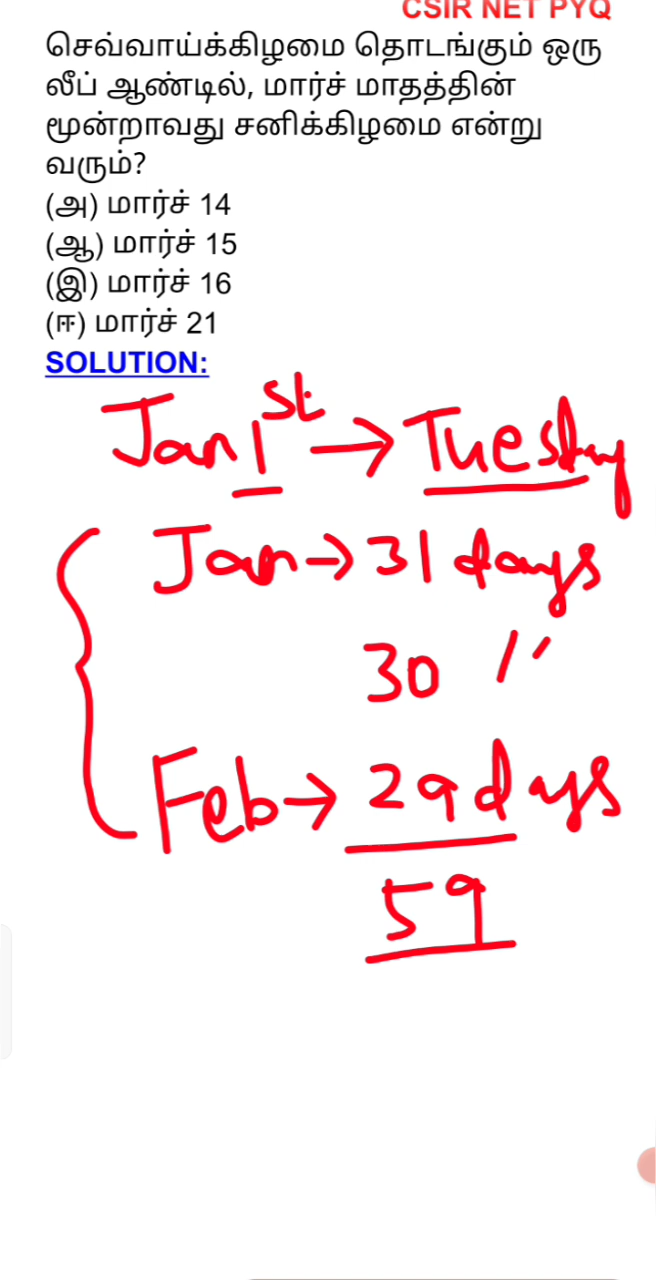 CSIR NET PYQ
செவ்வாய்க்கிழமை தொடங்கும் ஒரு
லீப் ஆண்டில், மார்ச் மாதத்தின்
மூன்றாவது சனிக்கிழமை என்று
வரும்?
(அ) மார்ச் 14
(ஆ) மார்ச் 15
(இ) மார்ச் 16
(ஈ) மார்ச் 21
SOLUTION:
Jan 1st → Tuesday
Jan → 31 days
30 "
Feb → 29 days
59